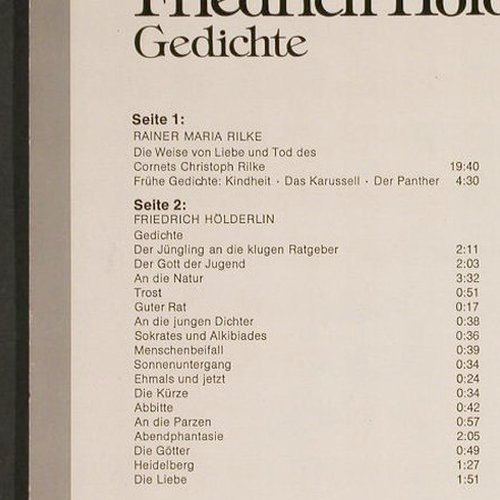 Friedrich Höld
Gedichte
Seite 1:
RAINER MARIA RILKE
Die Weise von Liebe und Tod des
Cornets Christoph Rilke 19:40
Frühe Gedichte: Kindheit · Das Karussell · Der Panther 4:30
Seite 2:
FRIEDRICH HÖLDERLIN
Gedichte
Der Jüngling an die klugen Ratgeber 2:11
Der Gott der Jugend 2:03
An die Natur 3:32
Trost 0:51
Guter Rat 0:17
An die jungen Dichter 0:38
Sokrates und Alkibiades 0:36
Menschenbeifall 0:39
Sonnenuntergang 0:34
Ehmals und jetzt 0:24
Die Kürze 0:34
Abbitte 0:42
An die Parzen 0:57
Abendphantasie 2:05
Die Götter 0:49
Heidelberg 1:27
Die Liebe 1:51